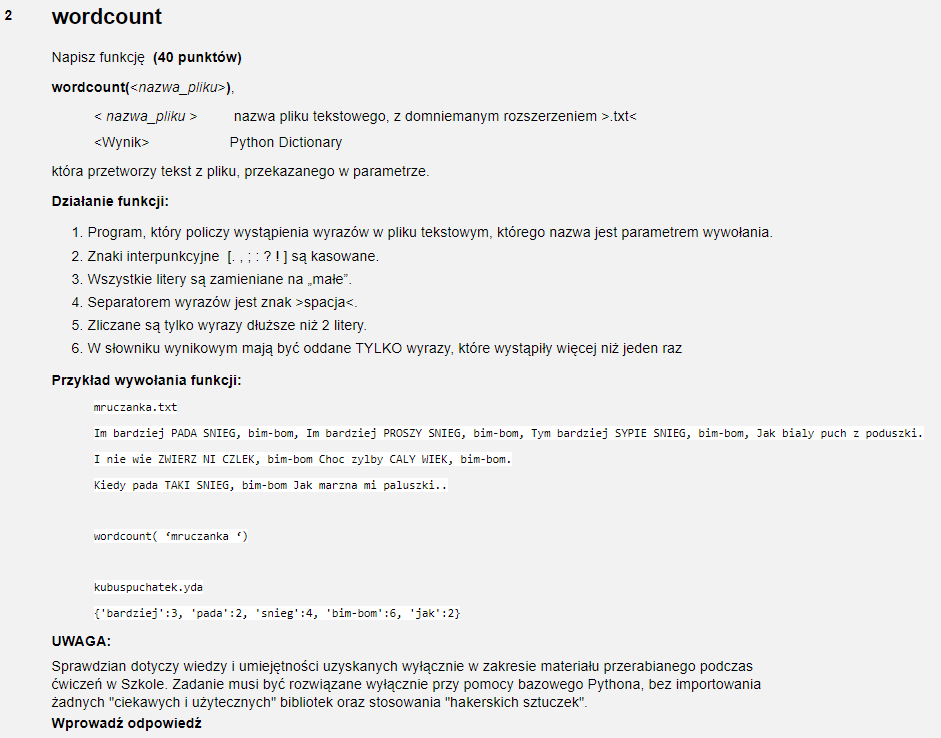 2 wordcount
Napisz funkcję (40 punktów)
wordcount(<nazwa_pliku>),
< nazwa_pliku > nazwa pliku tekstowego, z domniemanym rozszerzeniem >.txt<
<Wynik> Python Dictionary
która przetworzy tekst z pliku, przekazanego w parametrze.
Działanie funkcji:
1. Program, który policzy wystąpienia wyrazów w pliku tekstowym, którego nazwa jest parametrem wywołania.
2. Znaki interpunkcyjne [. , ; : ? ! ] są kasowane.
3. Wszystkie litery są zamieniane na „małe”.
4. Separatorem wyrazów jest znak >spacja<.
5. Zliczane są tylko wyrazy dłuższe niż 2 litery.
6. W słowniku wynikowym mają być oddane TYLKO wyrazy, które wystąpiły więcej niż jeden raz
Przykład wywołania funkcji:
mruczanka.txt
Im bardziej PADA SNIEG, bim-bom, Im bardziej PROSZY SNIEG, bim-bom, Tym bardziej SYPIE SNIEG, bim-bom, Jak bialy puch z poduszki.
I nie wie ZWIERZ NI CZLEK, bim-bom Choc zylby CALY WIEK, bim-bom.
Kiedy pada TAKI SNIEG, bim-bom Jak marzna mi paluszki..
wordcount( ‘mruczanka ‘)
kubuspuchatek.yda
{'bardziej':3, 'pada':2, 'snieg':4, 'bim-bom':6, 'jak':2}
UWAGA:
Sprawdzian dotyczy wiedzy i umiejętności uzyskanych wyłącznie w zakresie materiału przerabianego podczas
ćwiczeń w Szkole. Zadanie musi być rozwiązane wyłącznie przy pomocy bazowego Pythona, bez importowania
żadnych "ciekawych i użytecznych" bibliotek oraz stosowania "hakerskich sztuczek".
Wprowadź odpowiedź